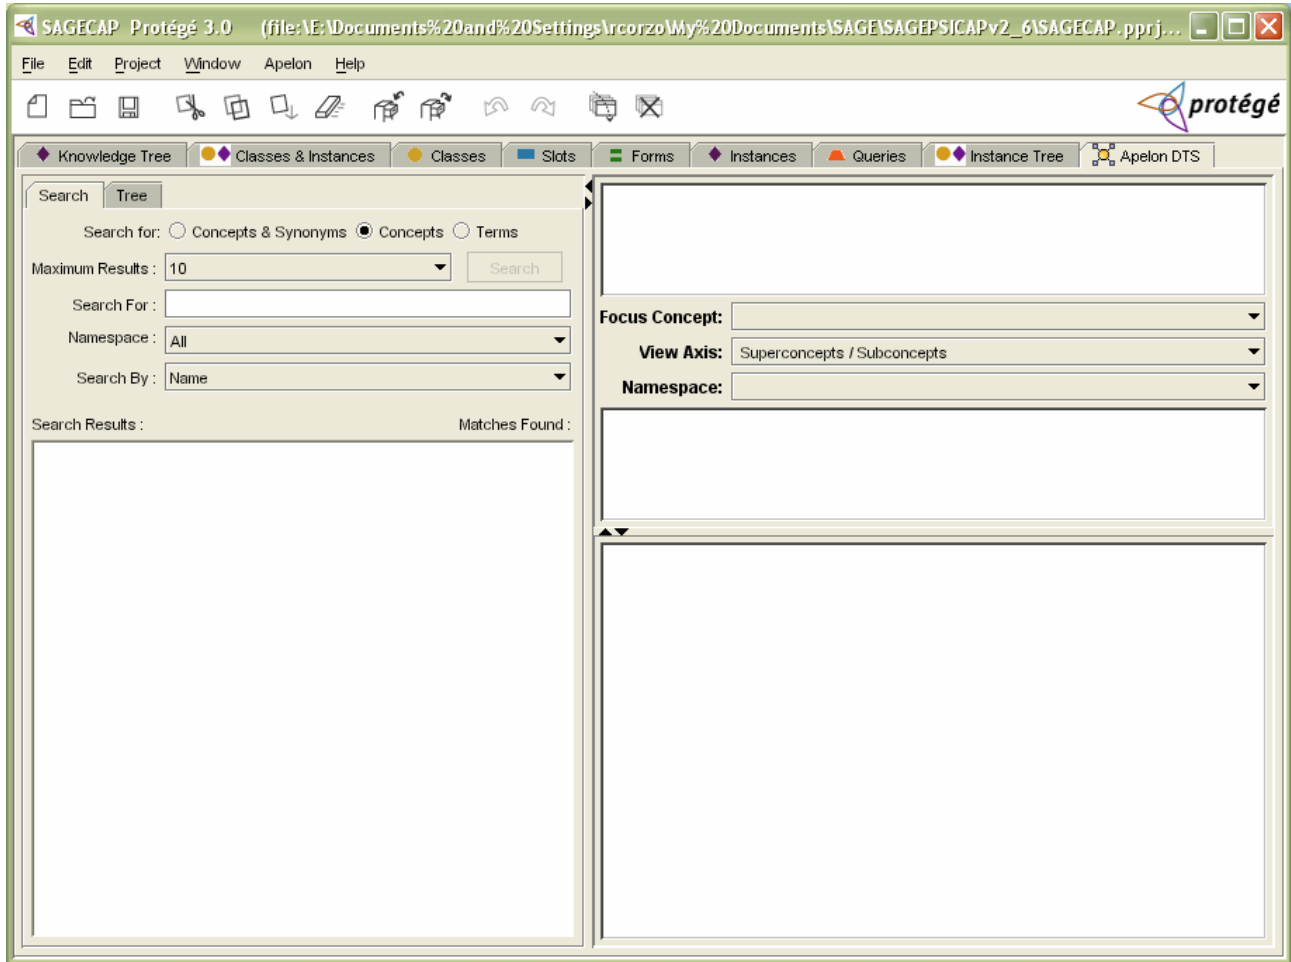 SAGECAP Protégé 3.0 (file:\E:\Documents%20and%20Settings\rcorzo\My%20Documents\SAGE\SAGEPSICAPv2_6\SAGECAP.pprj...
File Edit Project Window Apelon Help
protégé
Knowledge Tree Classes & Instances Classes Slots Forms Instances Queries Instance Tree Apelon DTS
Search Tree
Search for: Concepts & Synonyms Concepts Terms
Maximum Results : 10 Search
Search For :
Namespace : All
Search By : Name
Search Results : Matches Found :
Focus Concept:
View Axis: Superconcepts / Subconcepts
Namespace: